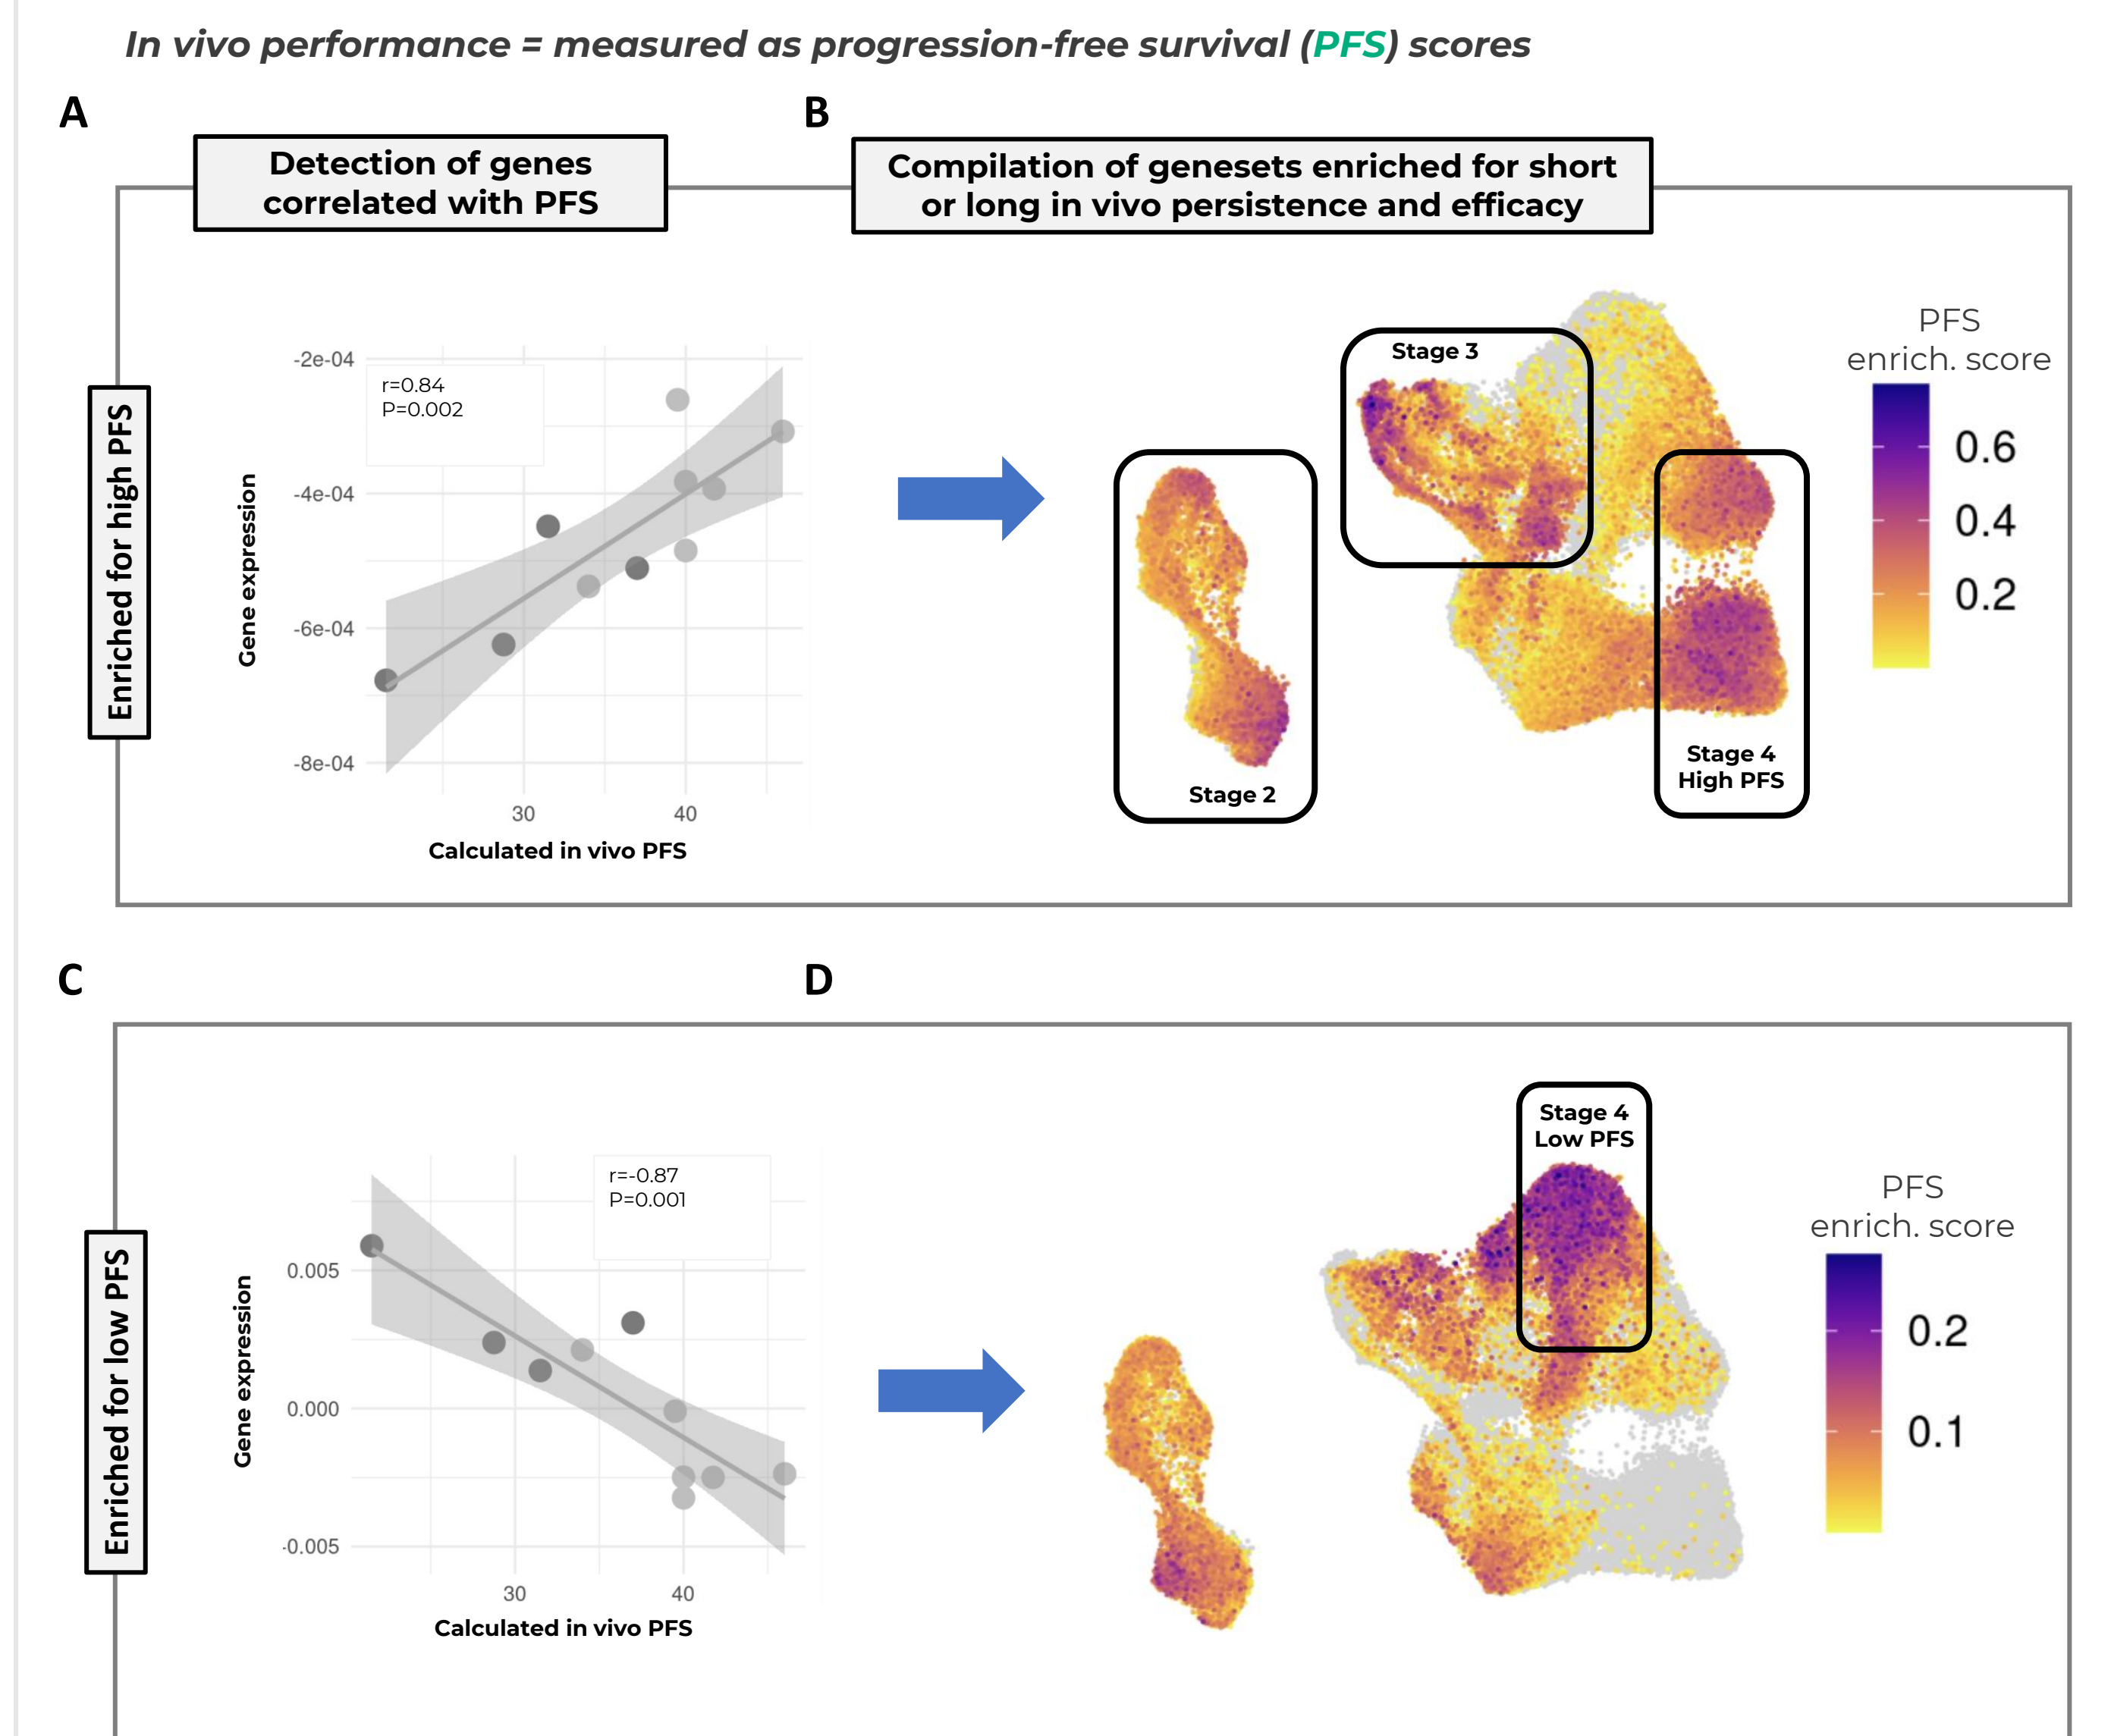 In vivo performance = measured as progression-free survival (PFS) scores
A
Detection of genes
correlated with PFS
B
Compilation of genesets enriched for short
or long in vivo persistence and efficacy
Enriched for high PFS
r=0.84
P=0.002
Gene expression
-2e-04
-4e-04
-6e-04
-8e-04
30
40
Calculated in vivo PFS
Stage 2
Stage 3
Stage 4
High PFS
PFS
enrich. score
0.6
0.4
0.2
C
D
Enriched for low PFS
r=-0.87
P=0.001
Gene expression
0.005
0.000
-0.005
30
40
Calculated in vivo PFS
Stage 4
Low PFS
PFS
enrich. score
0.2
0.1